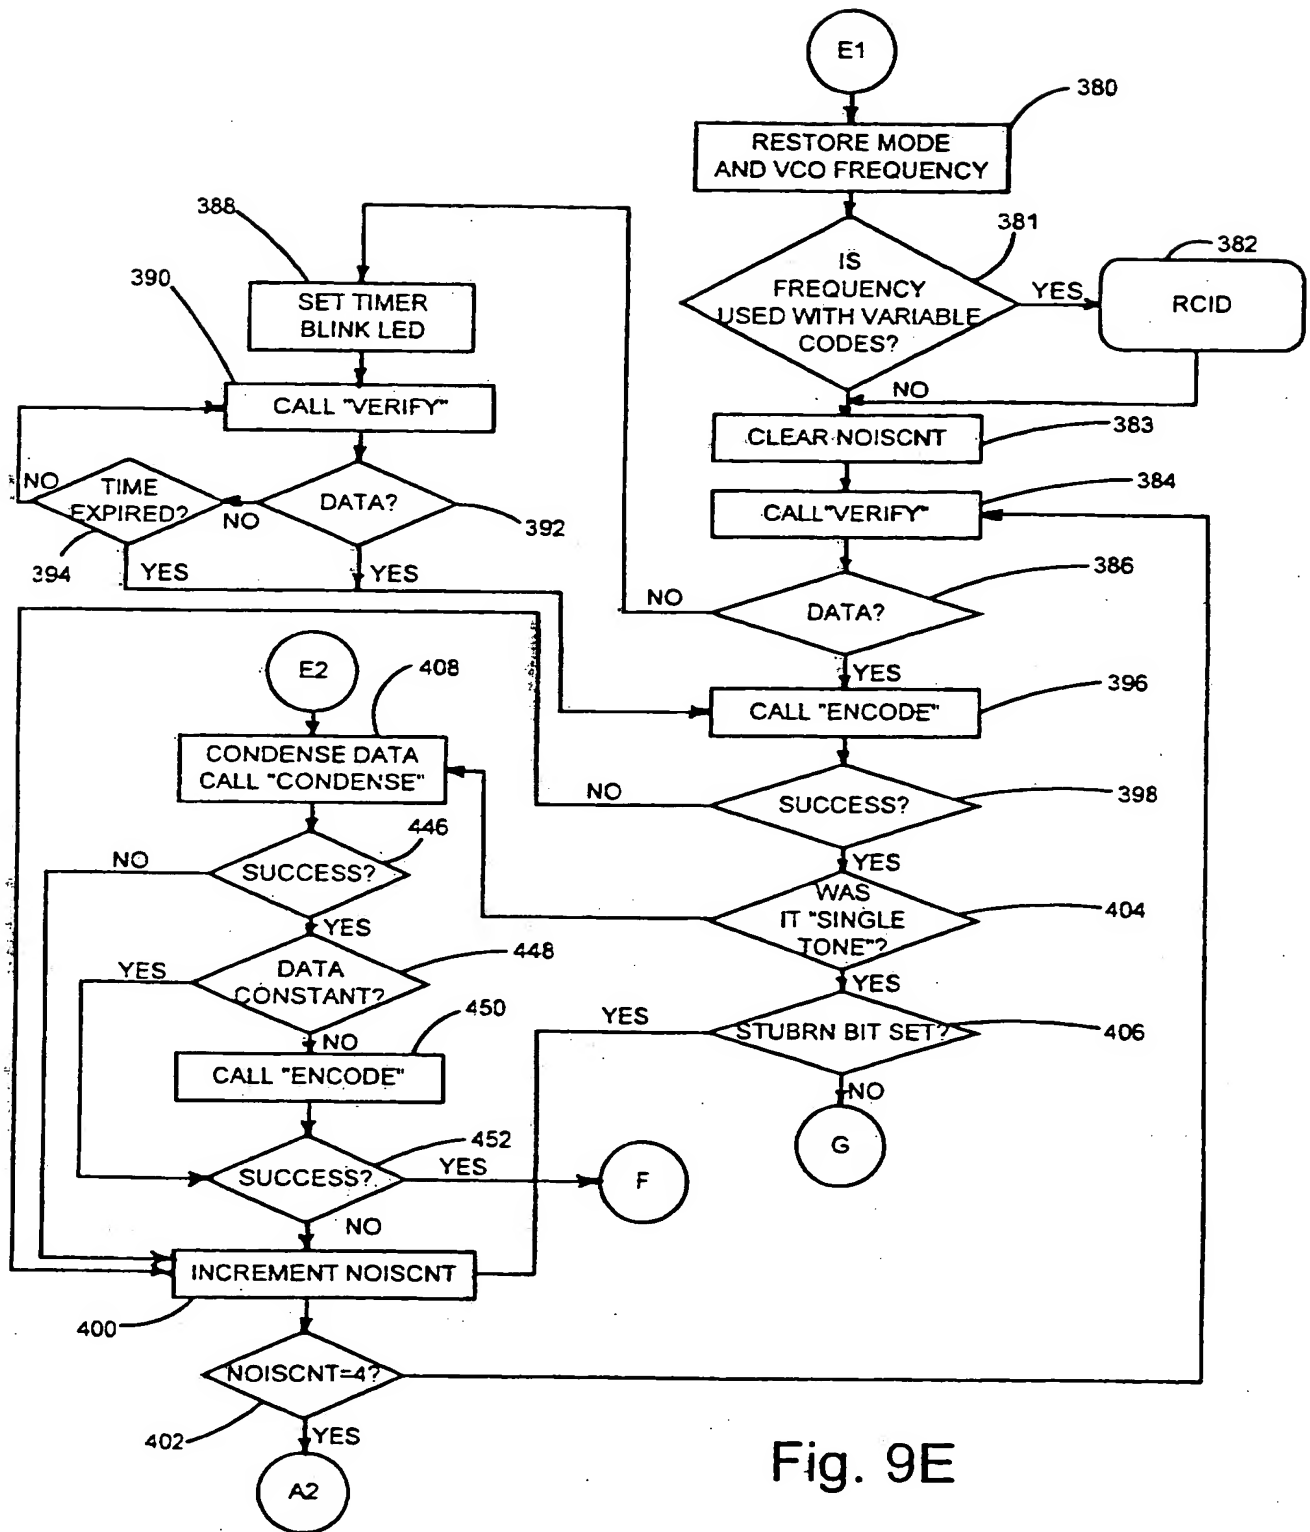 E1
380
RESTORE MODE
AND VCO FREQUENCY
381
IS
FREQUENCY
USED WITH VARIABLE
CODES?
YES
382
RCID
NO
CLEAR NOISCNT
383
CALL"VERIFY"
384
DATA?
386
NO
YES
388
SET TIMER
BLINK LED
390
CALL "VERIFY"
DATA?
392
NO
YES
TIME
EXPIRED?
394
NO
YES
CALL "ENCODE"
396
SUCCESS?
398
NO
YES
WAS
IT "SINGLE
TONE"?
404
YES
STUBRN BIT SET?
406
YES
NO
G
E2
408
CONDENSE DATA
CALL "CONDENSE"
446
SUCCESS?
NO
YES
448
DATA
CONSTANT?
YES
NO
450
CALL "ENCODE"
452
SUCCESS?
YES
F
NO
INCREMENT NOISCNT
400
NOISCNT=4?
402
YES
A2
Fig. 9E